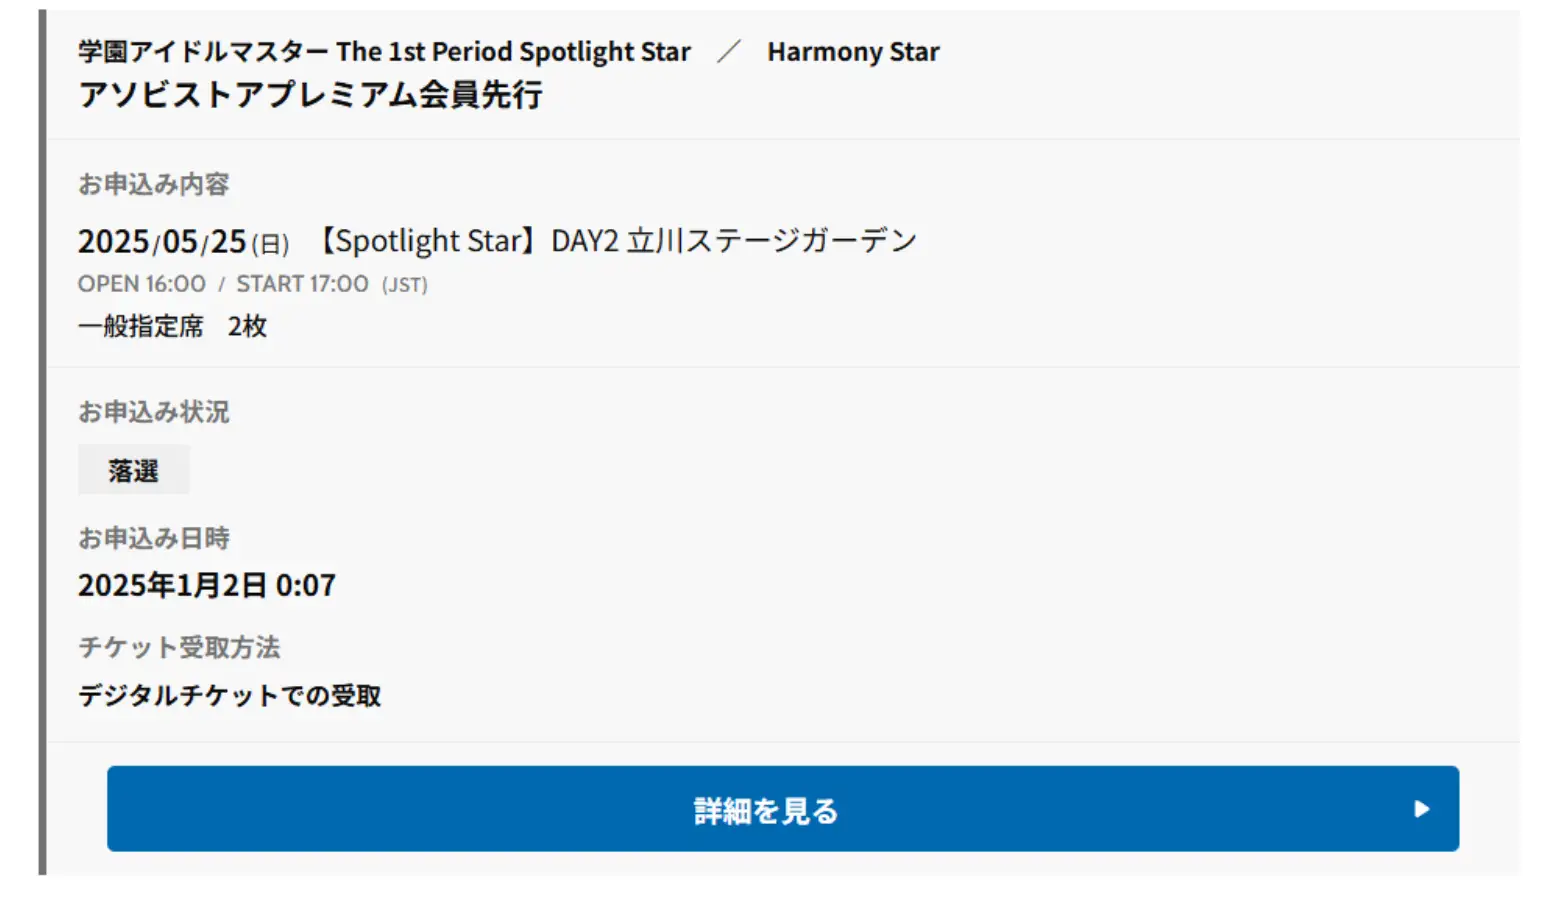 学園アイドルマスター The 1st Period Spotlight Star ／ Harmony Star
アソビストアプレミアム会員先行
お申込み内容
2025/05/25(日) 【Spotlight Star】DAY2 立川ステージガーデン
OPEN 16:00 / START 17:00 (JST)
一般指定席 2枚
お申込み状況
落選
お申込み日時
2025年1月2日 0:07
チケット受取方法
デジタルチケットでの受取
詳細を見る